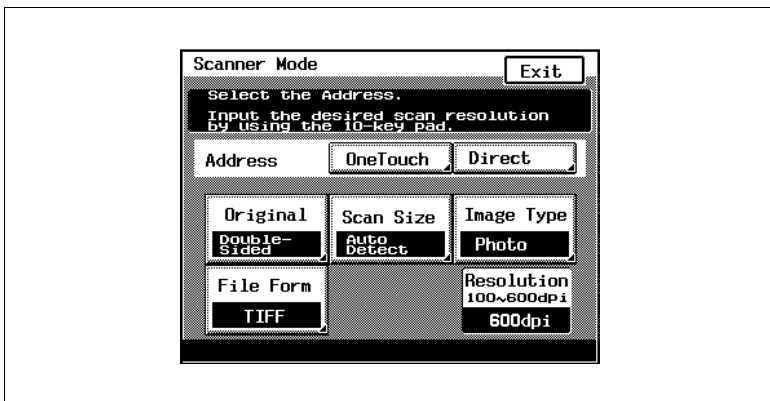 Scanner Mode
Exit
Select the Address.
Input the desired scan resolution
by using the 10-key pad.
Address
OneTouch
Direct
Original
Double-
Sided
Scan Size
Auto
Detect
Image Type
Photo
File Form
TIFF
Resolution
100~600dpi
600dpi